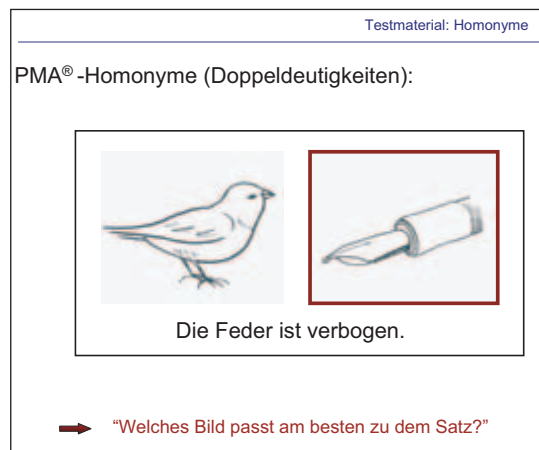 Testmaterial: Homonyme
PMA® -Homonyme (Doppeldeutigkeiten):
Die Feder ist verbogen.
“Welches Bild passt am besten zu dem Satz?”